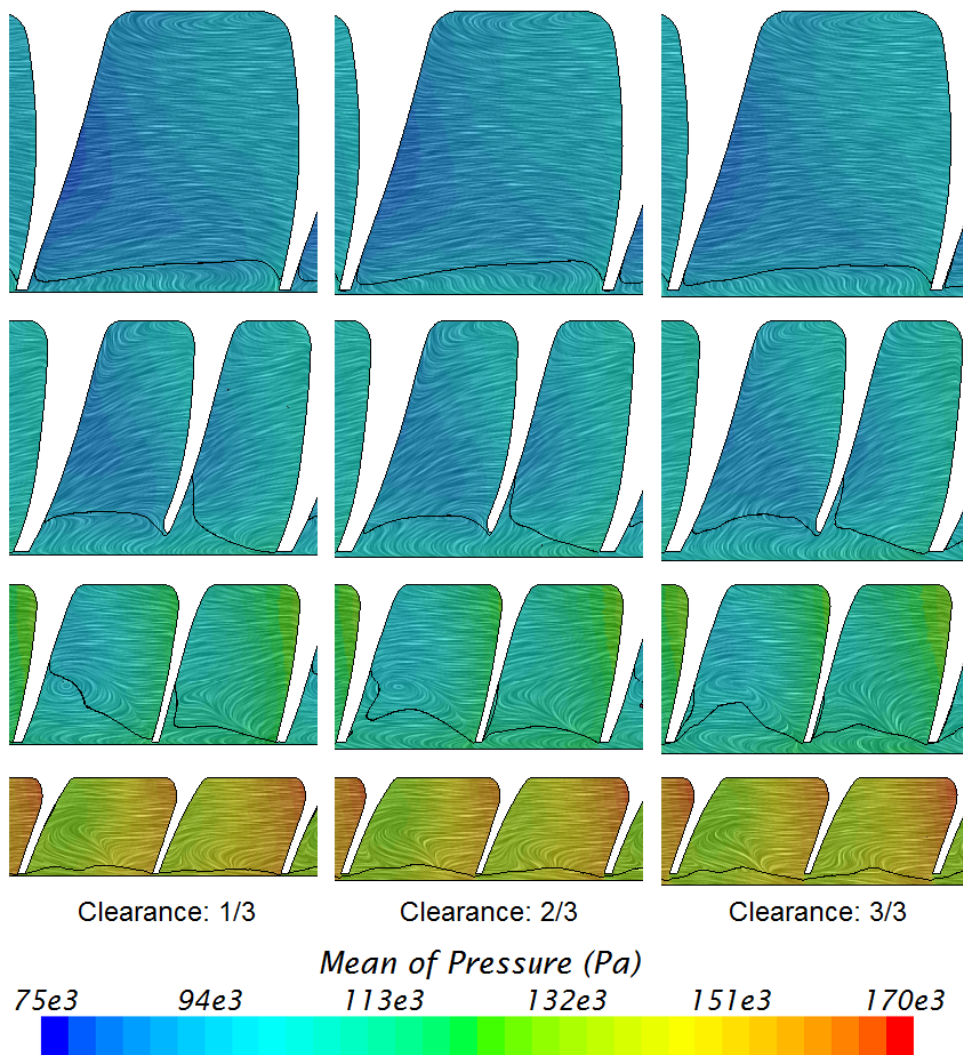 Clearance: 1/3 Clearance: 2/3 Clearance: 3/3
Mean of Pressure (Pa)
75e3 94e3 113e3 132e3 151e3 170e3